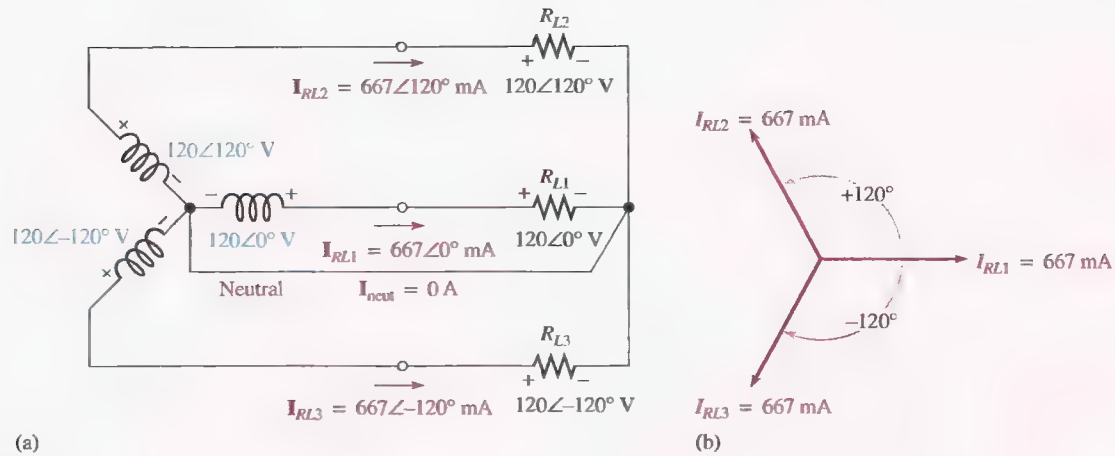 R_L2
+ −
I_RL2 = 667∠120° mA 120∠120° V
120∠120° V
+ −
R_L1
+ −
120∠−120° V
120∠0° V
I_RL1 = 667∠0° mA 120∠0° V
Neutral I_neut = 0 A
R_L3
+ −
I_RL3 = 667∠−120° mA 120∠−120° V
(a)
I_RL2 = 667 mA
+120°
I_RL1 = 667 mA
−120°
I_RL3 = 667 mA
(b)